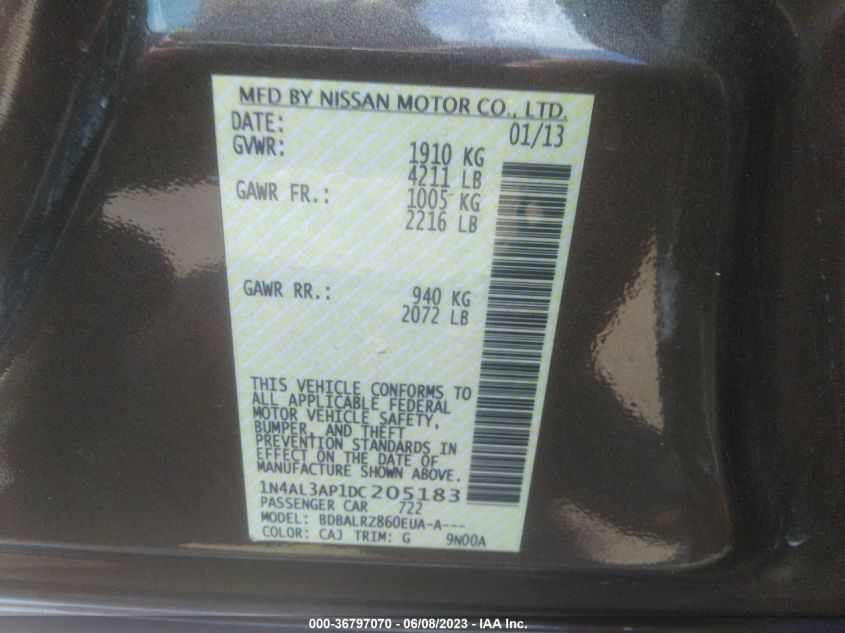 MFD BY NISSAN MOTOR CO., LTD.
DATE: 01/13
GVWR: 1910 KG
4211 LB
GAWR FR.: 1005 KG
2216 LB
GAWR RR.: 940 KG
2072 LB
THIS VEHICLE CONFORMS TO
ALL APPLICABLE FEDERAL
MOTOR VEHICLE SAFETY,
BUMPER, AND THEFT
PREVENTION STANDARDS IN
EFFECT ON THE DATE OF
MANUFACTURE SHOWN ABOVE.
1N4AL3AP1DC205183
PASSENGER CAR 722
MODEL: BDBALRZ860EUA-A---
COLOR: CAJ TRIM: G 9N00A
000-36797070 - 06/08/2023 - IAA Inc.